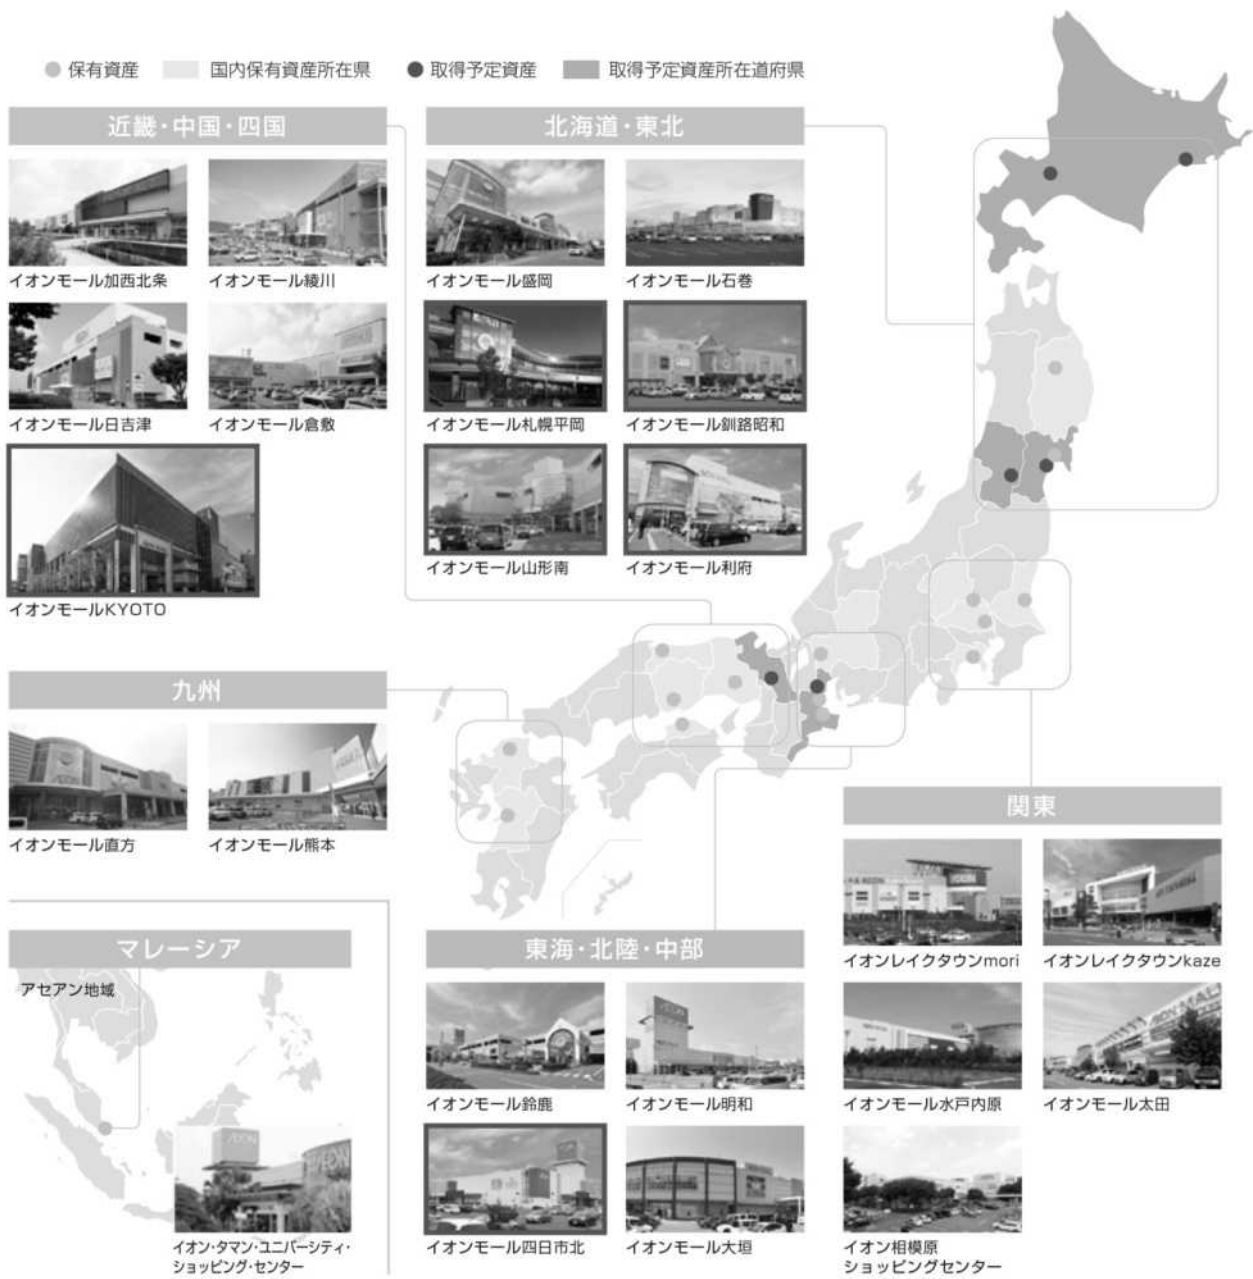 保有資産 国内保有資産所在県 取得予定資産 取得予定資産所在道府県
近畿・中国・四国
イオンモール加西北条 イオンモール綾川
イオンモール日吉津 イオンモール倉敷
イオンモールKYOTO
北海道・東北
イオンモール盛岡 イオンモール石巻
イオンモール札幌平岡 イオンモール釧路昭和
イオンモール山形南 イオンモール利府
九州
イオンモール直方 イオンモール熊本
関東
イオンレイクタウンmori イオンレイクタウンkaze
イオンモール水戸内原 イオンモール太田
イオン相模原
ショッピングセンター
マレーシア
アセアン地域
イオン・タマン・ユニバーシティ・
ショッピング・センター
東海・北陸・中部
イオンモール鈴鹿 イオンモール明和
イオンモール四日市北 イオンモール大垣